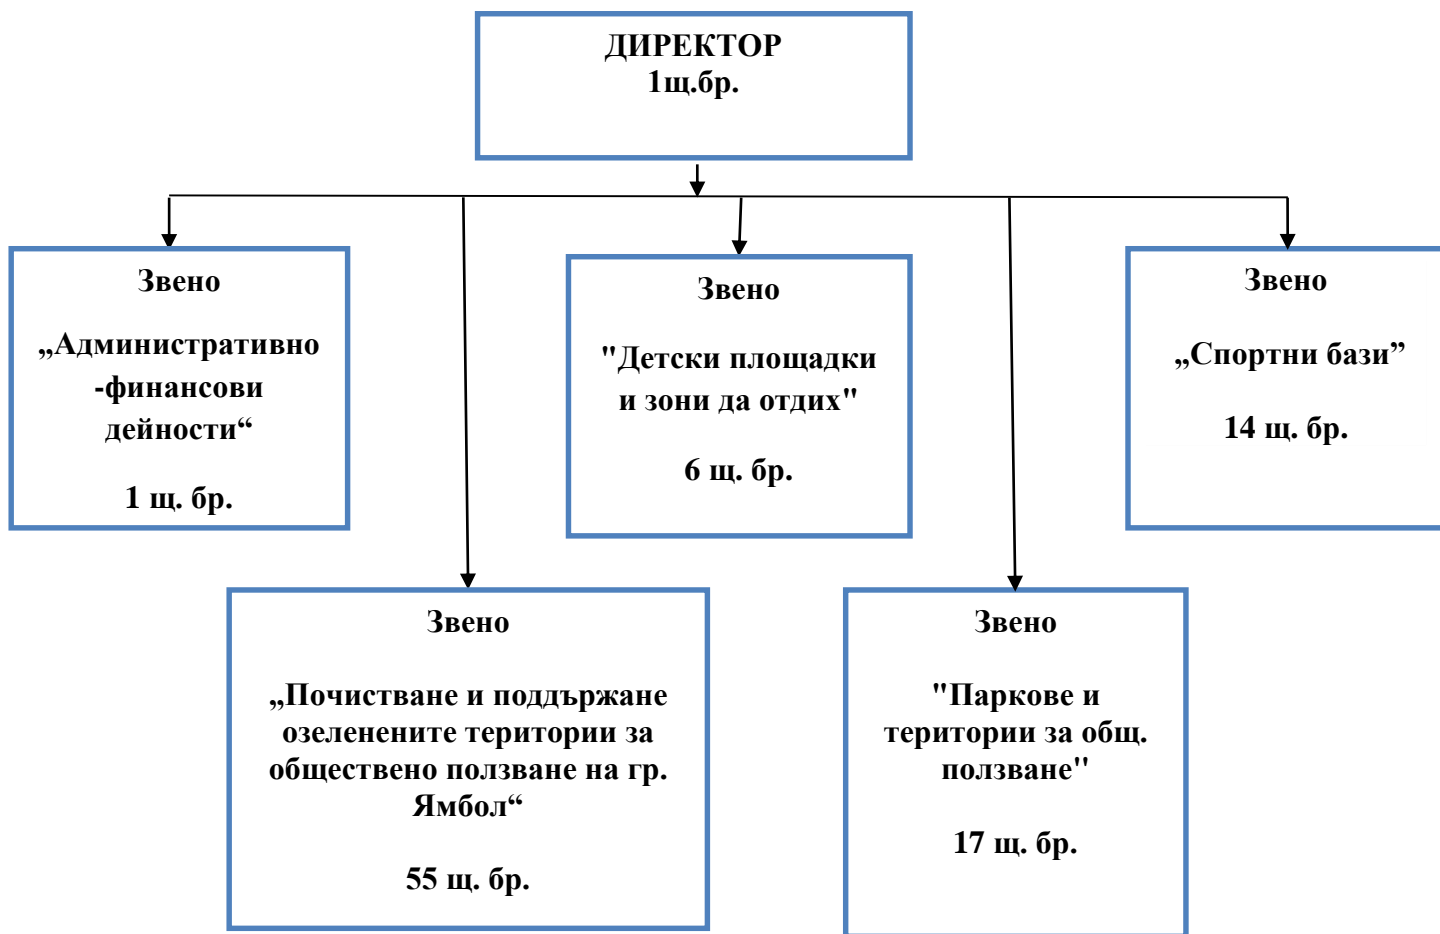 ДИРЕКТОР
1щ.бр.
Звено
„Административно
-финансови
дейности“
1 щ. бр.
Звено
"Детски площадки
и зони да отдих"
6 щ. бр.
Звено
„Спортни бази”
14 щ. бр.
Звено
„Почистване и поддържане
озеленените територии за
обществено ползване на гр.
Ямбол“
55 щ. бр.
Звено
"Паркове и
територии за общ.
ползване"
17 щ. бр.